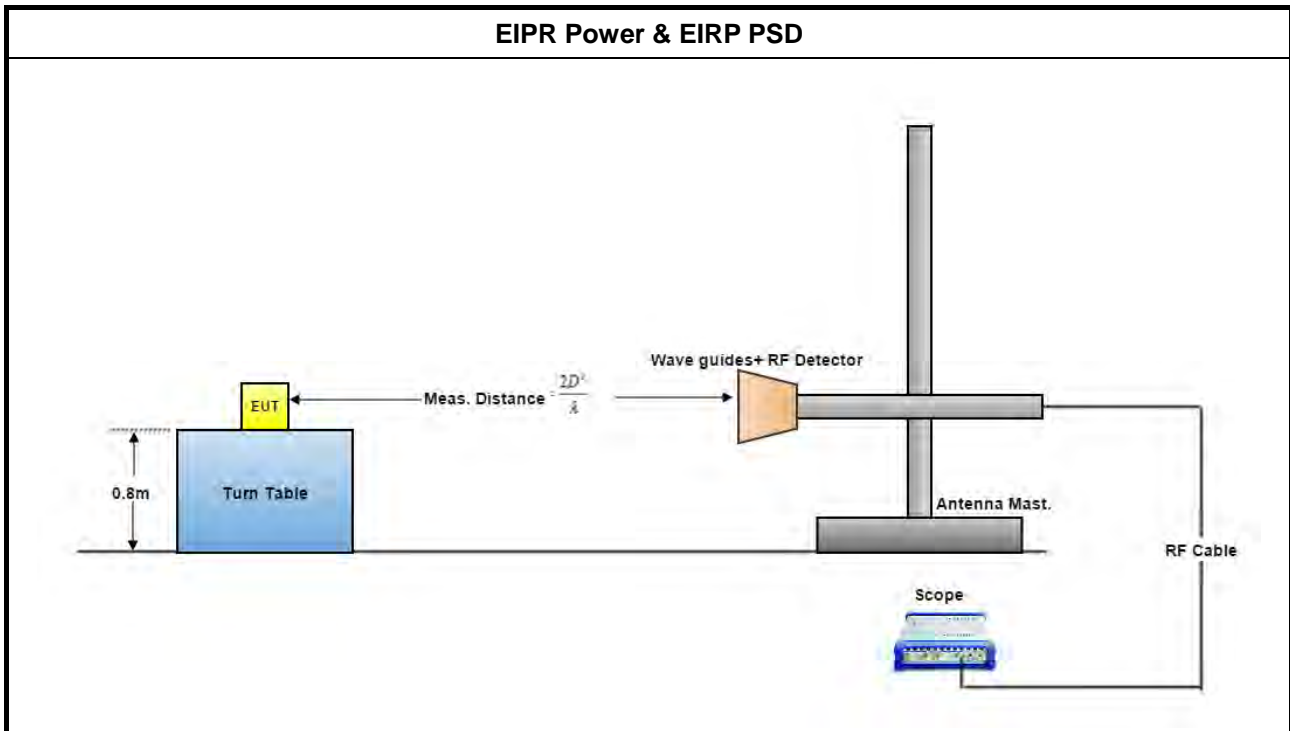 EIPR Power & EIRP PSD
Wave guides+ RF Detector
EUT
Meas. Distance
0.8m
Turn Table
Antenna Mast.
RF Cable
Scope